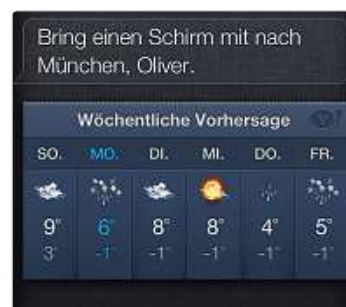 Bring einen Schirm mit nach
München, Oliver.
Wöchentliche Vorhersage
SO. MO. DI. MI. DO. FR.
9° 6° 8° 8° 4° 5°
3° -1° -1° -1° -1° -1°